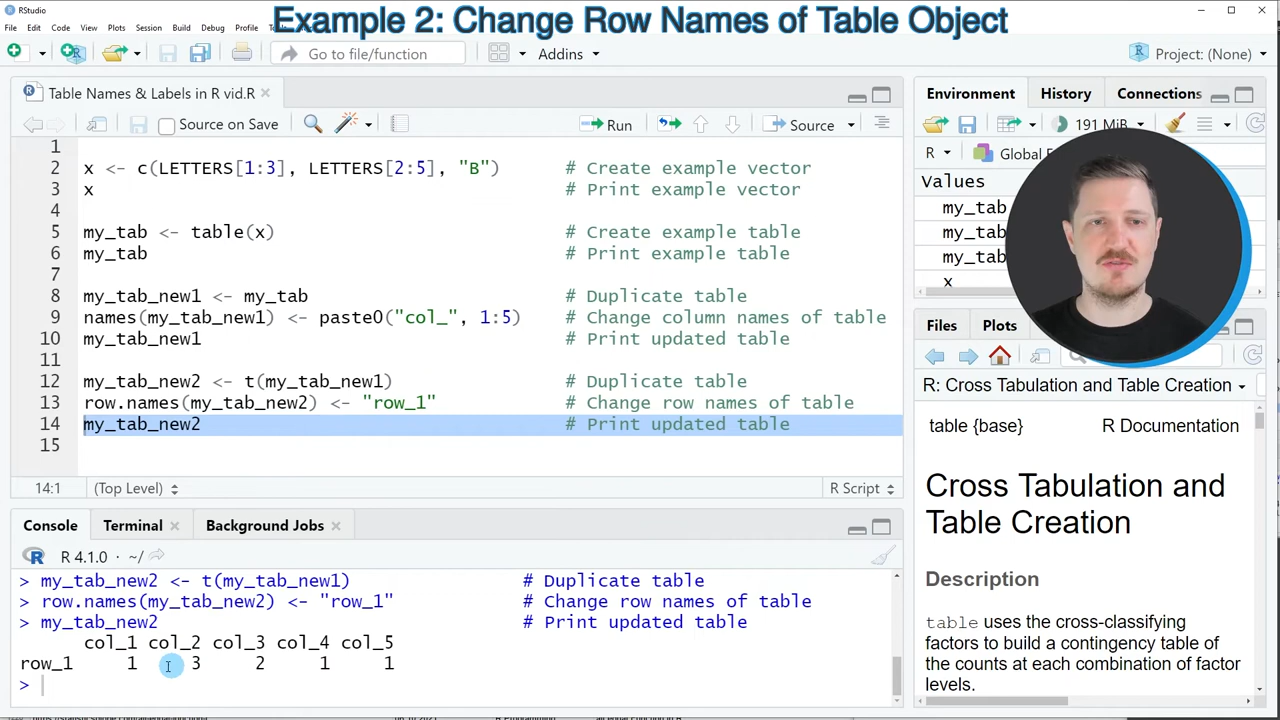 RStudio
Example 2: Change Row Names of Table Object
File Edit Code View Plots Session Build Debug Profile
Go to file/function
Addins
Project: (None)
Table Names & Labels in R vid.R
Source on Save
Run
Source
1
2 x <- c(LETTERS[1:3], LETTERS[2:5], "B") # Create example vector
3 x # Print example vector
4
5 my_tab <- table(x) # Create example table
6 my_tab # Print example table
7
8 my_tab_new1 <- my_tab # Duplicate table
9 names(my_tab_new1) <- paste0("col_", 1:5) # Change column names of table
10 my_tab_new1 # Print updated table
11
12 my_tab_new2 <- t(my_tab_new1) # Duplicate table
13 row.names(my_tab_new2) <- "row_1" # Change row names of table
14 my_tab_new2 # Print updated table
15
14:1 (Top Level) R Script
Console Terminal Background Jobs
R 4.1.0 · ~/
> my_tab_new2 <- t(my_tab_new1) # Duplicate table
> row.names(my_tab_new2) <- "row_1" # Change row names of table
> my_tab_new2 # Print updated table
col_1 col_2 col_3 col_4 col_5
row_1 1 3 2 1 1
>
Environment History Connections
191 MiB
R Global
Values
my_tab
my_tab
my_tab
x
Files Plots
R: Cross Tabulation and Table Creation
table {base} R Documentation
Cross Tabulation and
Table Creation
Description
table uses the cross-classifying
factors to build a contingency table of
the counts at each combination of factor
levels.